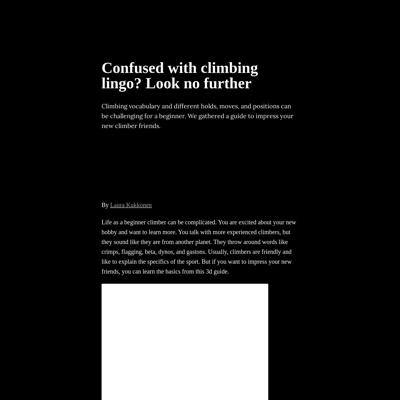 Confused with climbing
lingo? Look no further
Climbing vocabulary and different holds, moves, and positions can
be challenging for a beginner. We gathered a guide to impress your
new climber friends.
By Laura Kukkonen
Life as a beginner climber can be complicated. You are excited about your new
hobby and want to learn more. You talk with more experienced climbers, but
they sound like they are from another planet. They throw around words like
crimps, flagging, beta, dynos, and gastons. Usually, climbers are friendly and
like to explain the specifics of the sport. But if you want to impress your new
friends, you can learn the basics from this 3d guide.